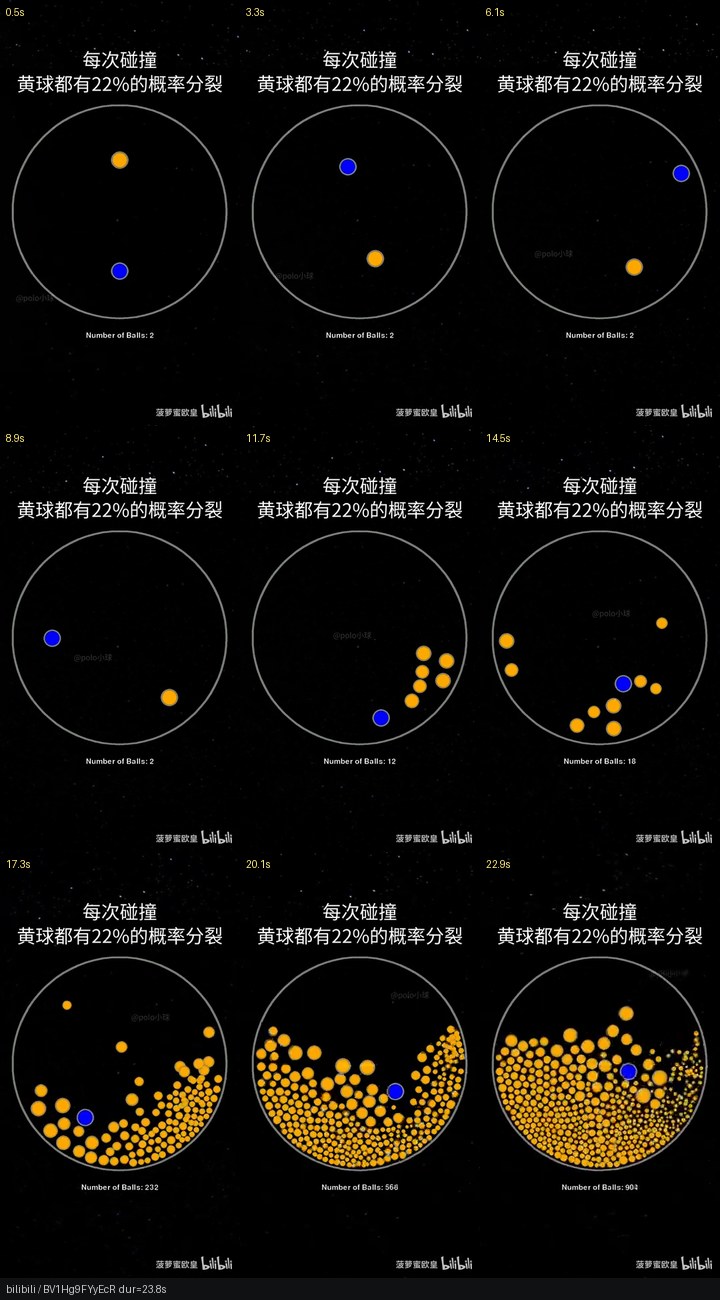 0.5s
每次碰撞
黄球都有22%的概率分裂
@polo小球
Number of Balls: 2
菠萝蜜欧皇 bilibili
3.3s
每次碰撞
黄球都有22%的概率分裂
@polo小球
Number of Balls: 2
菠萝蜜欧皇 bilibili
6.1s
每次碰撞
黄球都有22%的概率分裂
@polo小球
Number of Balls: 2
菠萝蜜欧皇 bilibili
8.9s
每次碰撞
黄球都有22%的概率分裂
@polo小球
Number of Balls: 2
菠萝蜜欧皇 bilibili
11.7s
每次碰撞
黄球都有22%的概率分裂
@polo小球
Number of Balls: 12
菠萝蜜欧皇 bilibili
14.5s
每次碰撞
黄球都有22%的概率分裂
@polo小球
Number of Balls: 18
菠萝蜜欧皇 bilibili
17.3s
每次碰撞
黄球都有22%的概率分裂
@polo小球
Number of Balls: 232
菠萝蜜欧皇 bilibili
20.1s
每次碰撞
黄球都有22%的概率分裂
@polo小球
Number of Balls: 566
菠萝蜜欧皇 bilibili
22.9s
每次碰撞
黄球都有22%的概率分裂
Number of Balls:
菠萝蜜欧皇 bilibili
bilibili / BV1Hg9FYyEcR dur=23.8s